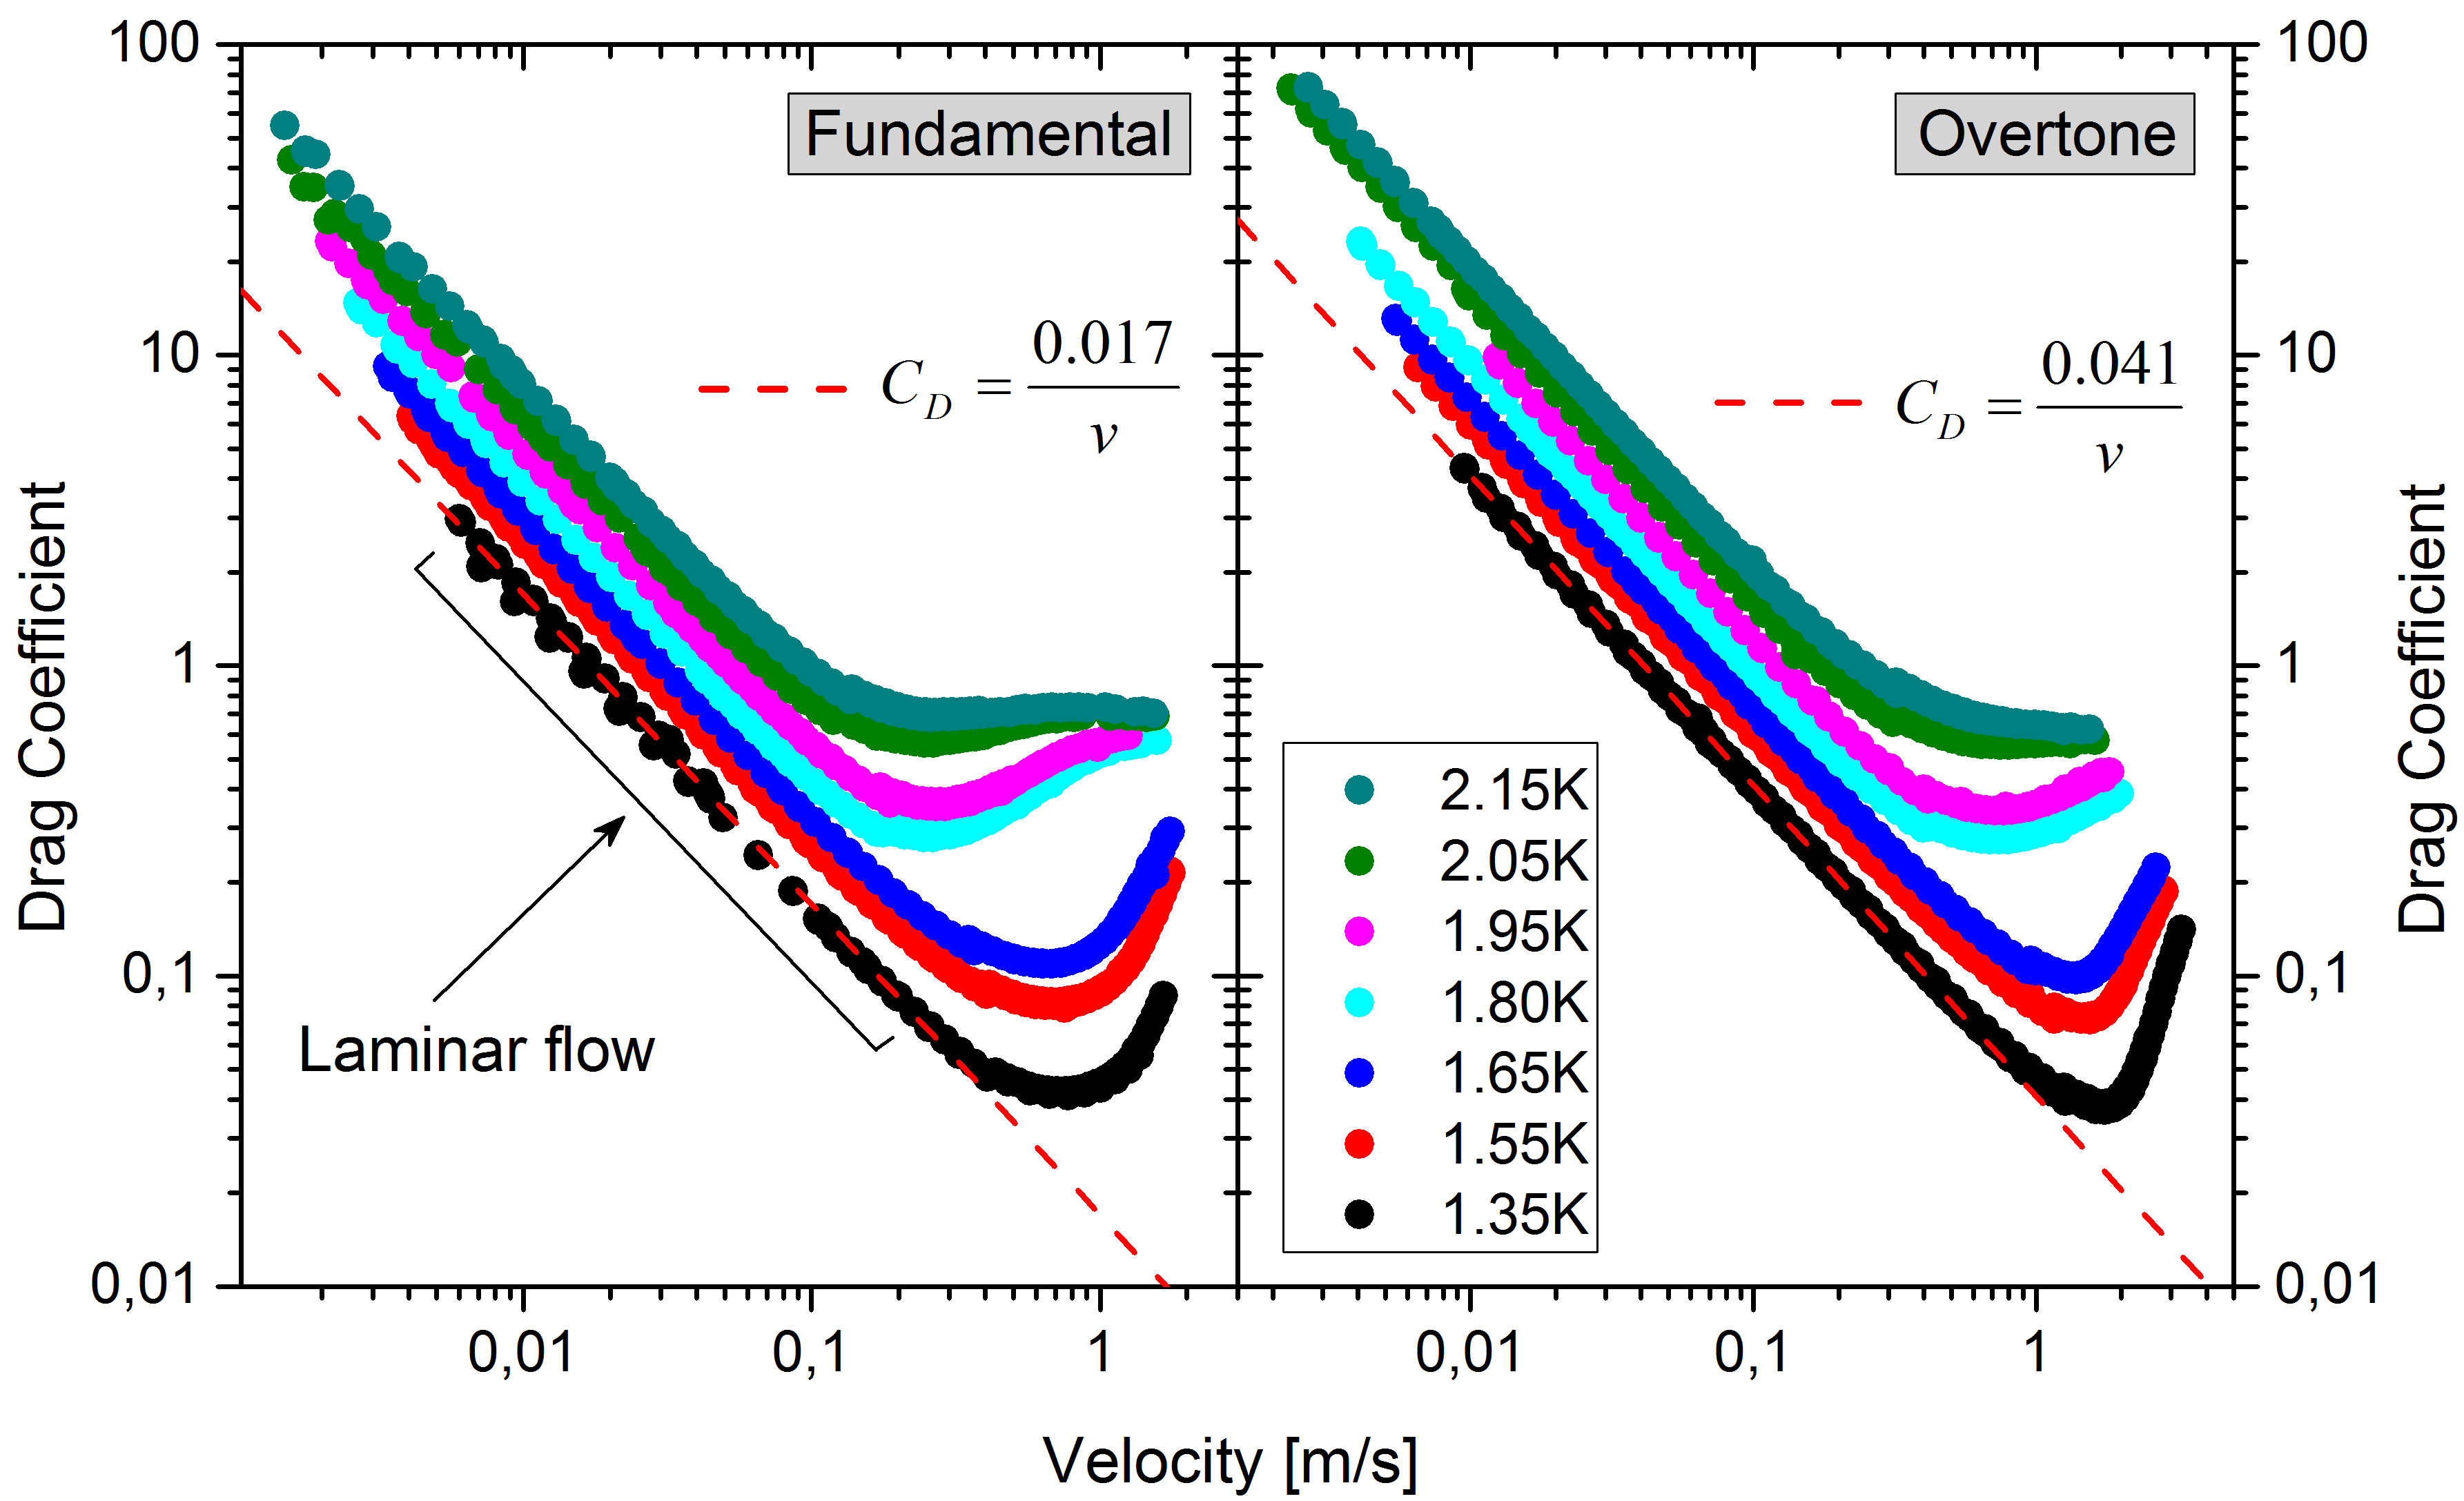 Fundamental
Overtone
100
10
1
0,1
0,01
100
10
1
0,1
0,01
Drag Coefficient
Drag Coefficient
C_D = 0.017 / v
C_D = 0.041 / v
Laminar flow
2.15K
2.05K
1.95K
1.80K
1.65K
1.55K
1.35K
0,01 0,1 1
0,01 0,1 1
Velocity [m/s]